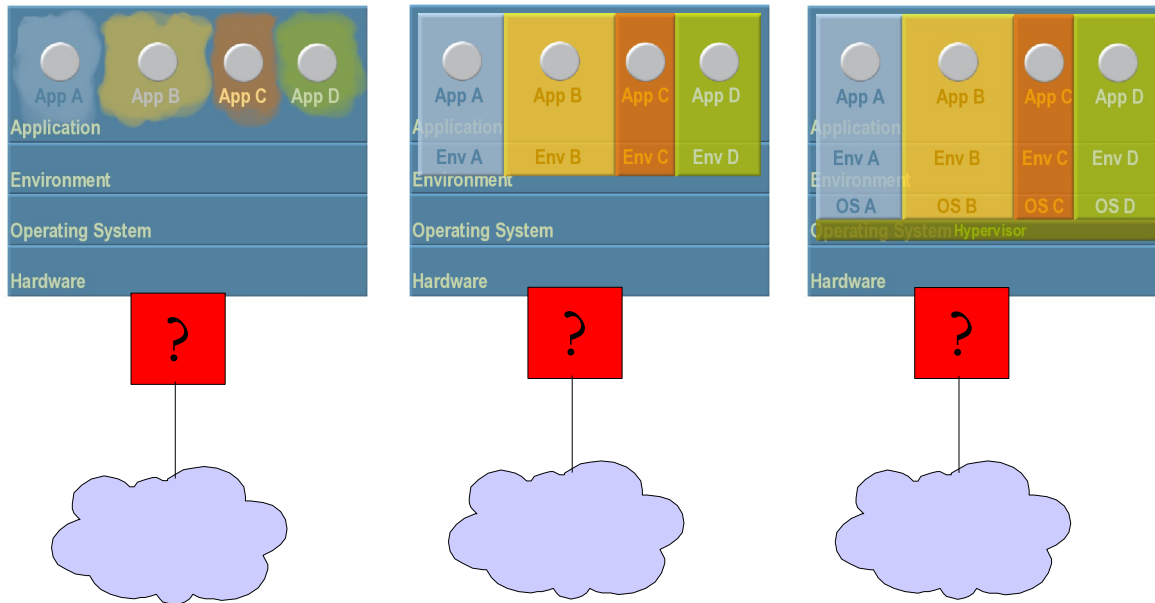 App A App B App C App D
Application
Environment
Operating System
Hardware
?
App A App B App C App D
Application
Env A Env B Env C Env D
Environment
Operating System
Hardware
?
App A App B App C App D
Application
Env A Env B Env C Env D
Environment
OS A OS B OS C OS D
Operating System Hypervisor
Hardware
?